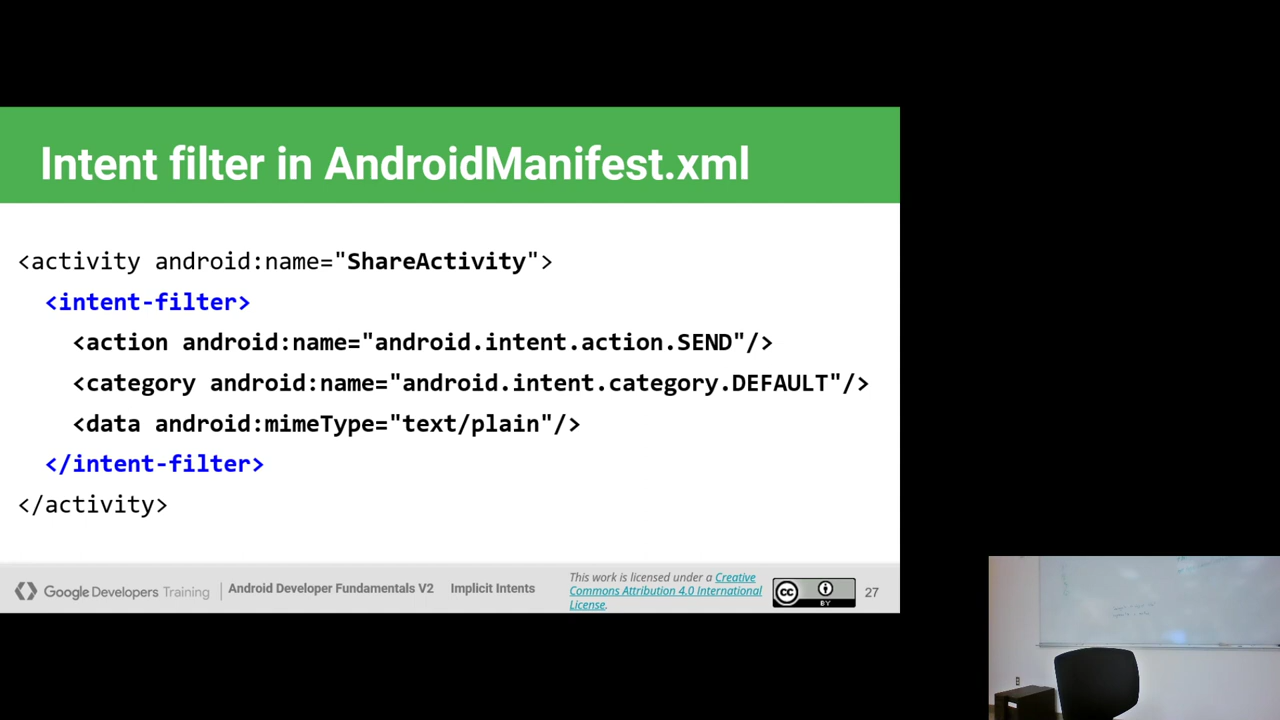 Intent filter in AndroidManifest.xml
<activity android:name="ShareActivity">
<intent-filter>
<action android:name="android.intent.action.SEND"/>
<category android:name="android.intent.category.DEFAULT"/>
<data android:mimeType="text/plain"/>
</intent-filter>
</activity>
Google Developers Training
Android Developer Fundamentals V2
Implicit Intents
This work is licensed under a Creative
Commons Attribution 4.0 International
License.
cc
BY
27